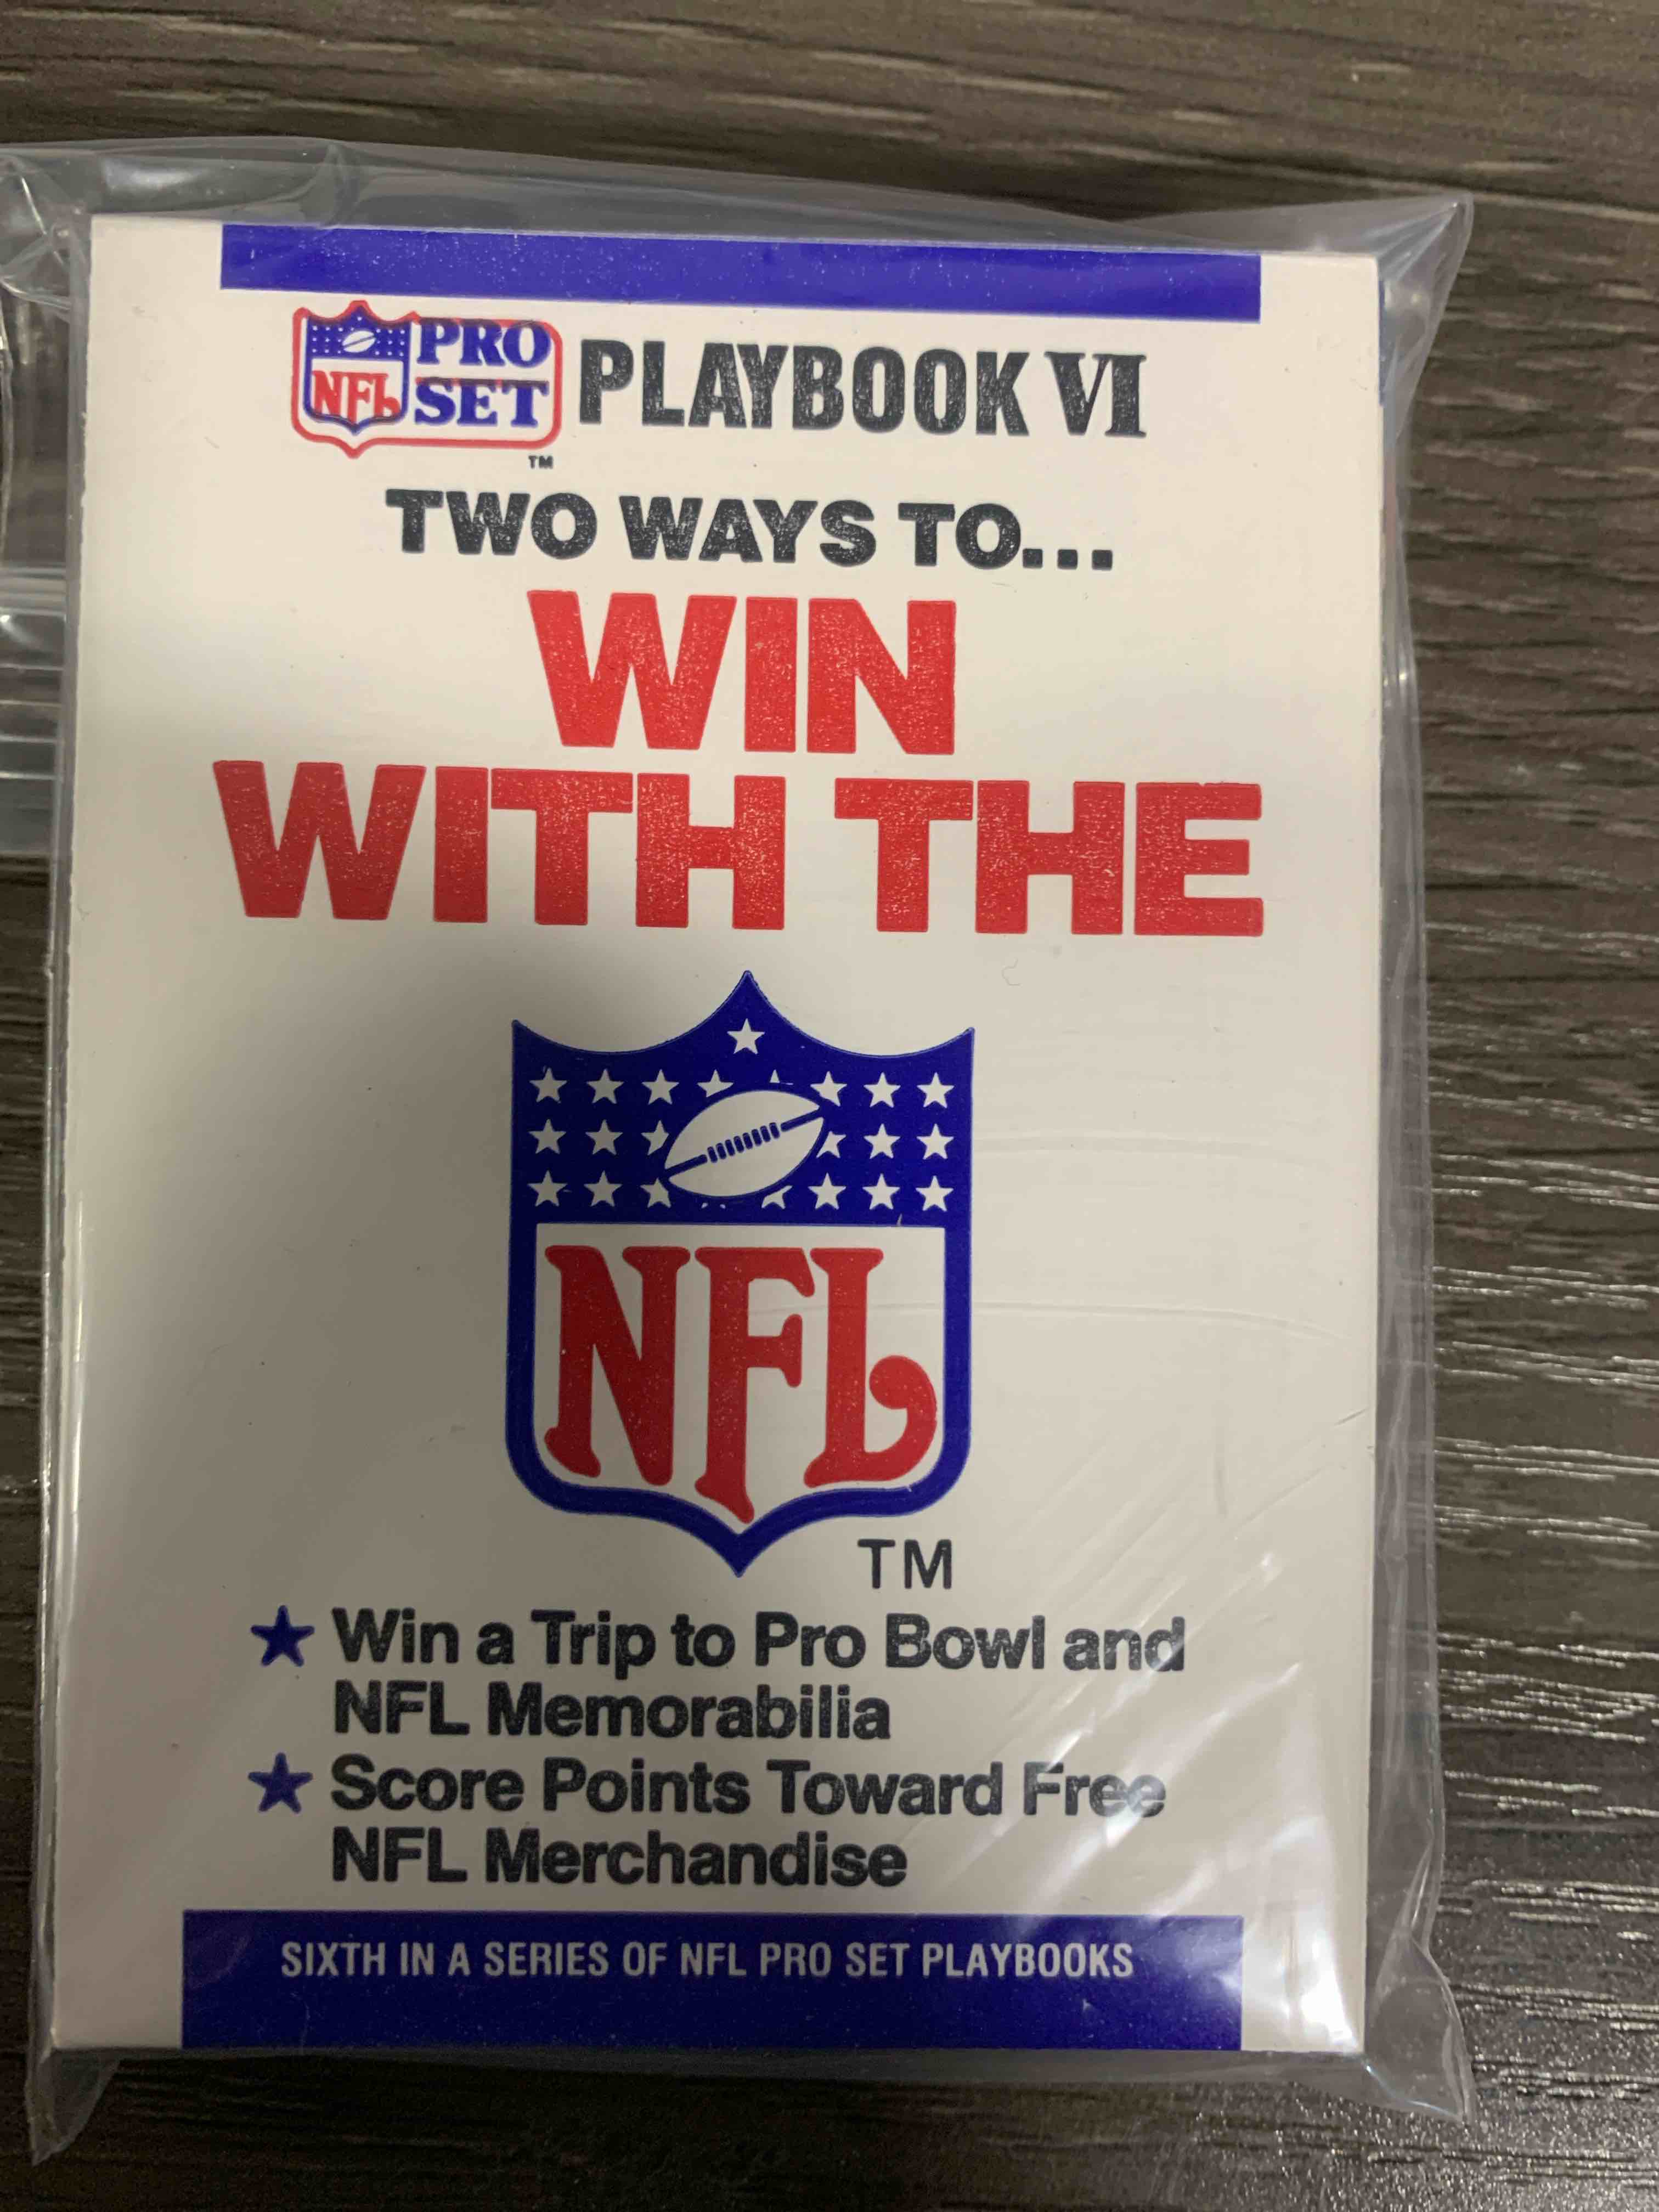 NFL PRO SET ™ PLAYBOOK VI
TWO WAYS TO...
WIN
WITH THE
NFL
TM
★ Win a Trip to Pro Bowl and
NFL Memorabilia
★ Score Points Toward Free
NFL Merchandise
SIXTH IN A SERIES OF NFL PRO SET PLAYBOOKS